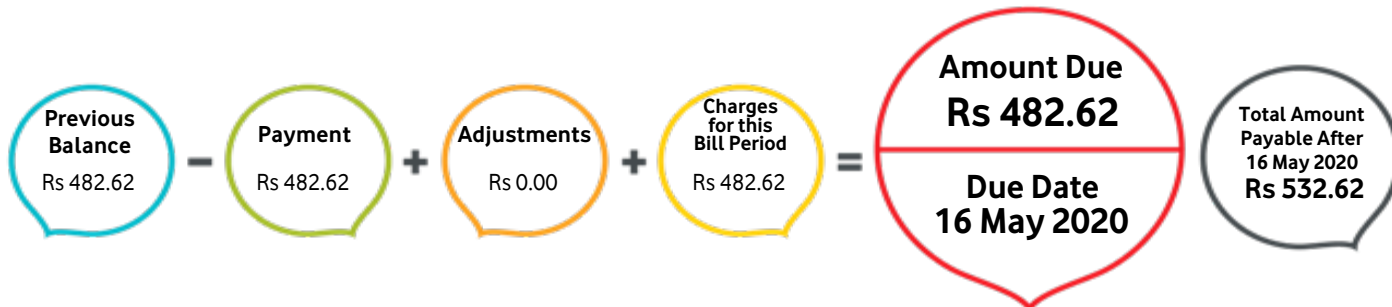 Previous
Balance
Rs 482.62
-
Payment
Rs 482.62
+
Adjustments
Rs 0.00
+
Charges
for this
Bill Period
Rs 482.62
=
Amount Due
Rs 482.62
Due Date
16 May 2020
Total Amount
Payable After
16 May 2020
Rs 532.62